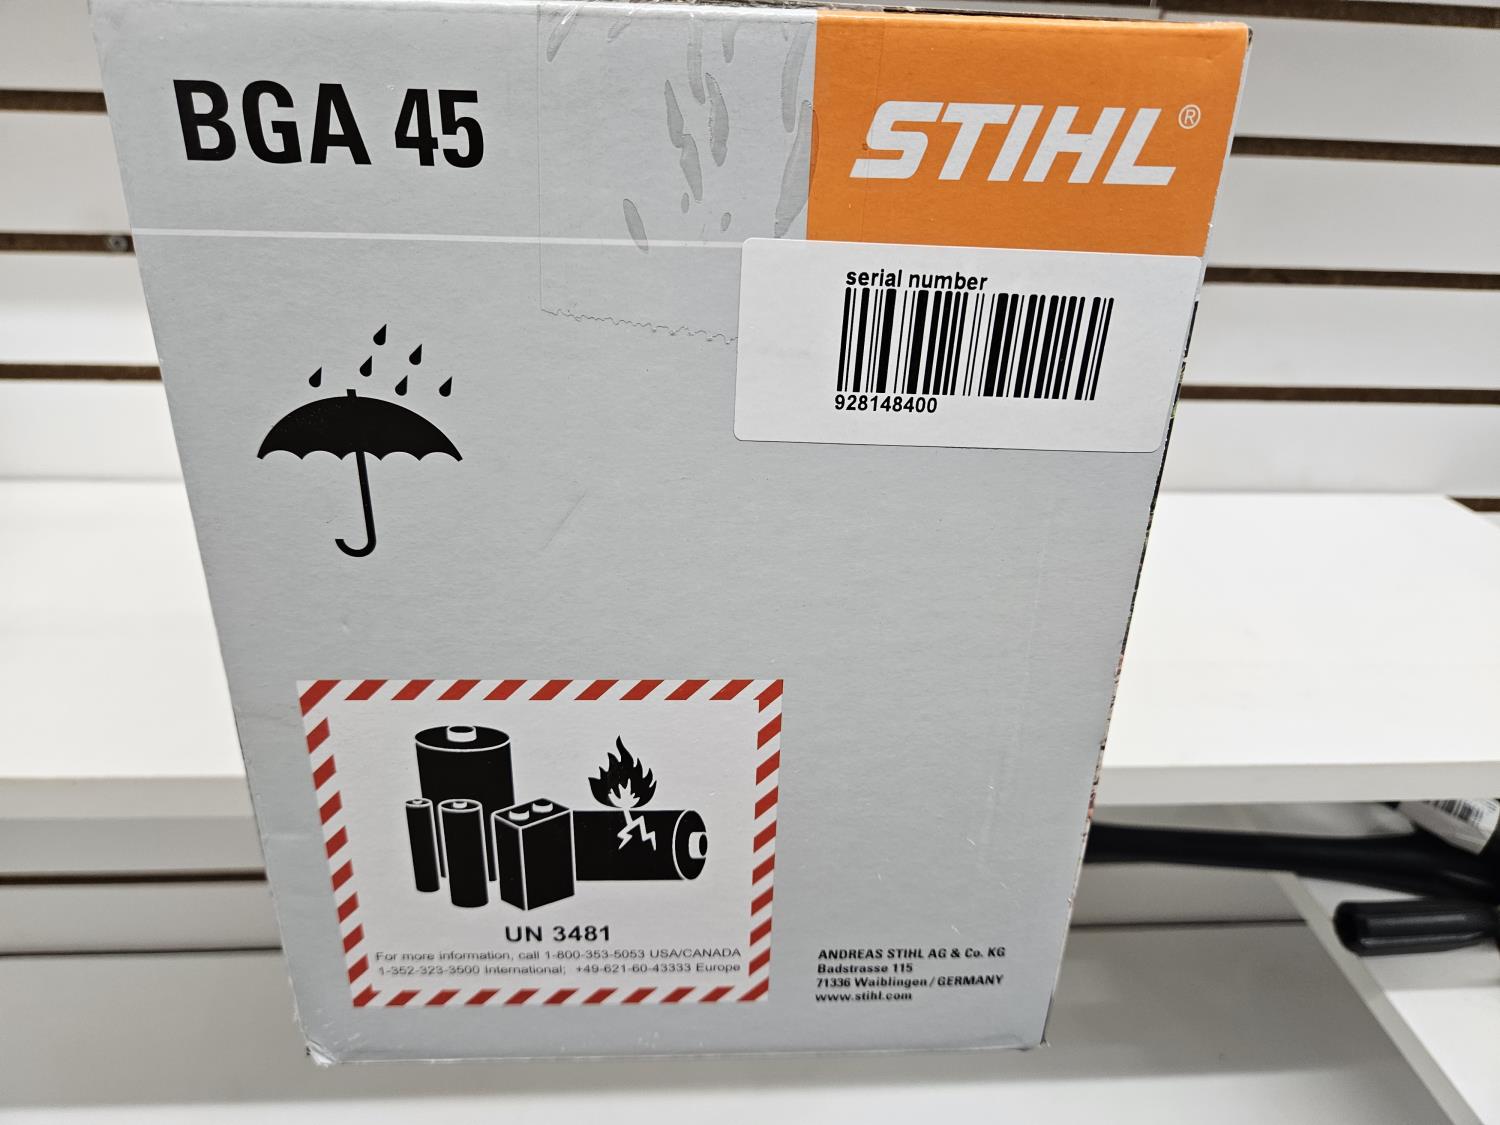 BGA 45
STIHL®
serial number
928148400
UN 3481
For more information, call 1-800-353-5053 USA/CANADA
1-352-323-3500 International; +49-621-60-43333 Europe
ANDREAS STIHL AG & Co. KG
Badstrasse 115
71336 Waiblingen / GERMANY
www.stihl.com